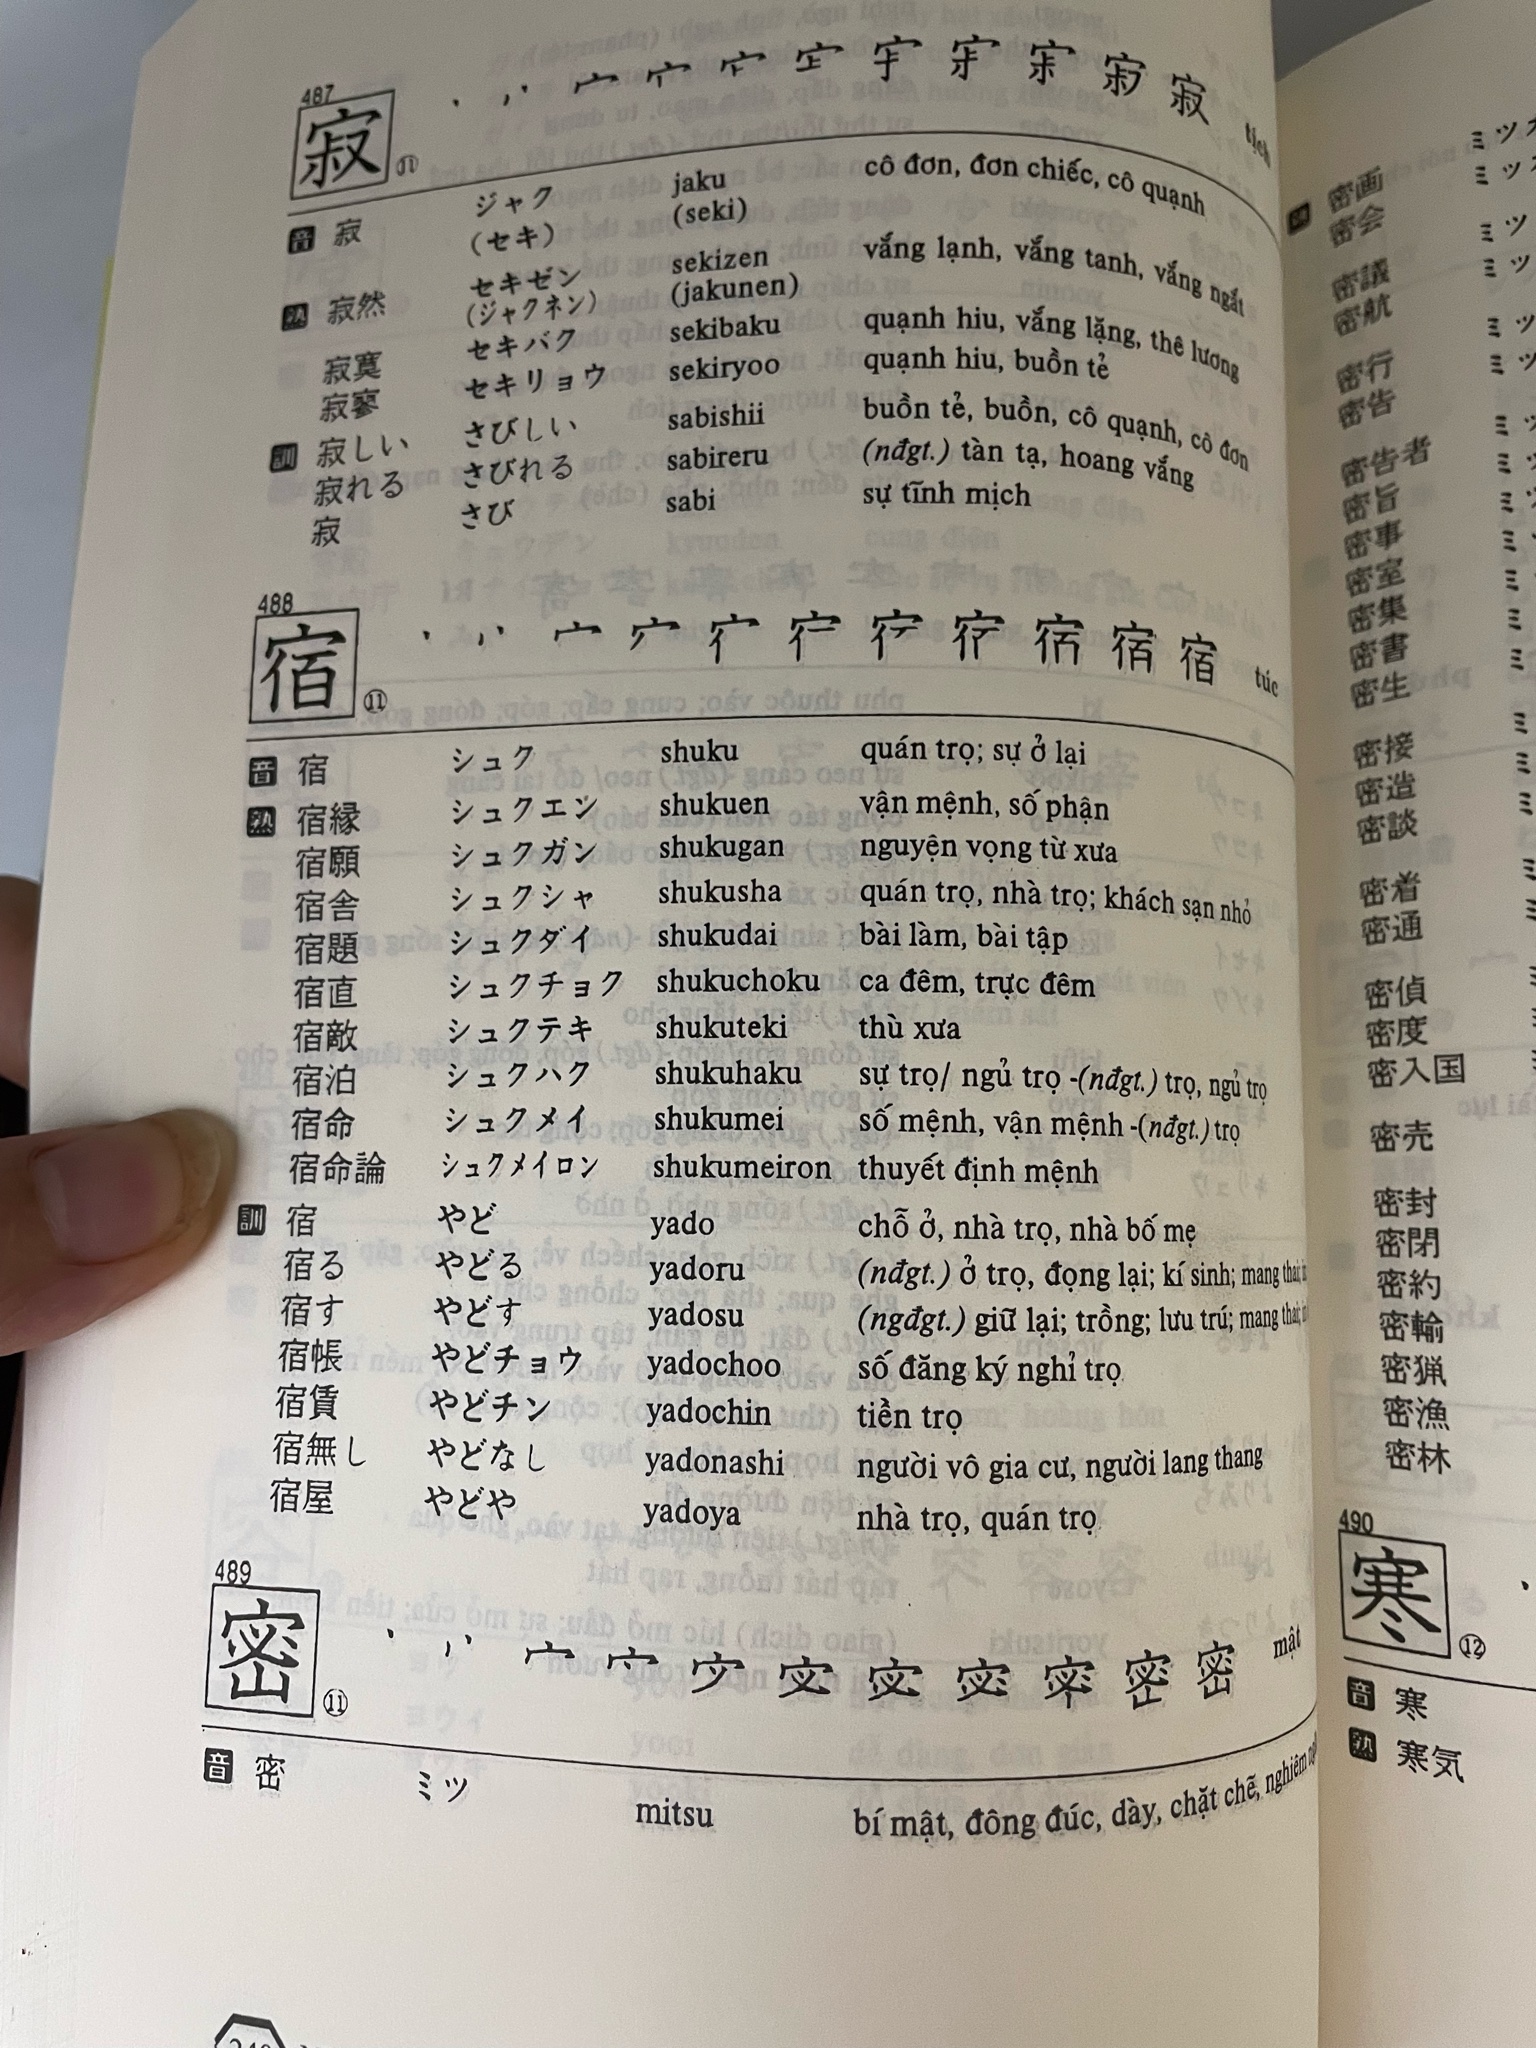 487
寂 ⑪ tịch
音 寂 ジャク jaku cô đơn, đơn chiếc, cô quạnh
(セキ) (seki)
熟 寂然 セキゼン sekizen vắng lạnh, vắng tanh, vắng ngắt
(ジャクネン) (jakunen)
寂寞 セキバク sekibaku quạnh hiu, vắng lặng, thê lương
寂寥 セキリョウ sekiryoo quạnh hiu, buồn tẻ
訓 寂しい さびしい sabishii buồn tẻ, buồn, cô quạnh, cô đơn
寂れる さびれる sabireru (nđgt.) tàn tạ, hoang vắng
寂 さび sabi sự tĩnh mịch
488
宿 ⑪ túc
音 宿 シュク shuku quán trọ; sự ở lại
熟 宿縁 シュクエン shukuen vận mệnh, số phận
宿願 シュクガン shukugan nguyện vọng từ xưa
宿舎 シュクシャ shukusha quán trọ, nhà trọ; khách sạn nhỏ
宿題 シュクダイ shukudai bài làm, bài tập
宿直 シュクチョク shukuchoku ca đêm, trực đêm
宿敵 シュクテキ shukuteki thù xưa
宿泊 シュクハク shukuhaku sự trọ/ ngủ trọ -(nđgt.) trọ, ngủ trọ
宿命 シュクメイ shukumei số mệnh, vận mệnh -(nđgt.) trọ
宿命論 シュクメイロン shukumeiron thuyết định mệnh
訓 宿 やど yado chỗ ở, nhà trọ, nhà bố mẹ
宿る やどる yadoru (nđgt.) ở trọ, đọng lại; kí sinh; mang thai;
宿す やどす yadosu (ngđgt.) giữ lại; trồng; lưu trú; mang thai;
宿帳 やどチョウ yadochoo số đăng ký nghỉ trọ
宿賃 やどチン yadochin tiền trọ
宿無し やどなし yadonashi người vô gia cư, người lang thang
宿屋 やどや yadoya nhà trọ, quán trọ
489
密 ⑪ mật
音 密 ミツ mitsu bí mật, đông đúc, dày, chặt chẽ, nghiêm
熟 密画
密会
密議
密航
密行
密告
密告者
密旨
密事
密室
密集
密書
密生
密接
密造
密談
密着
密通
密偵
密度
密入国
密売
密封
密閉
密約
密輸
密猟
密漁
密林
490
寒 ⑫
音 寒
熟 寒気